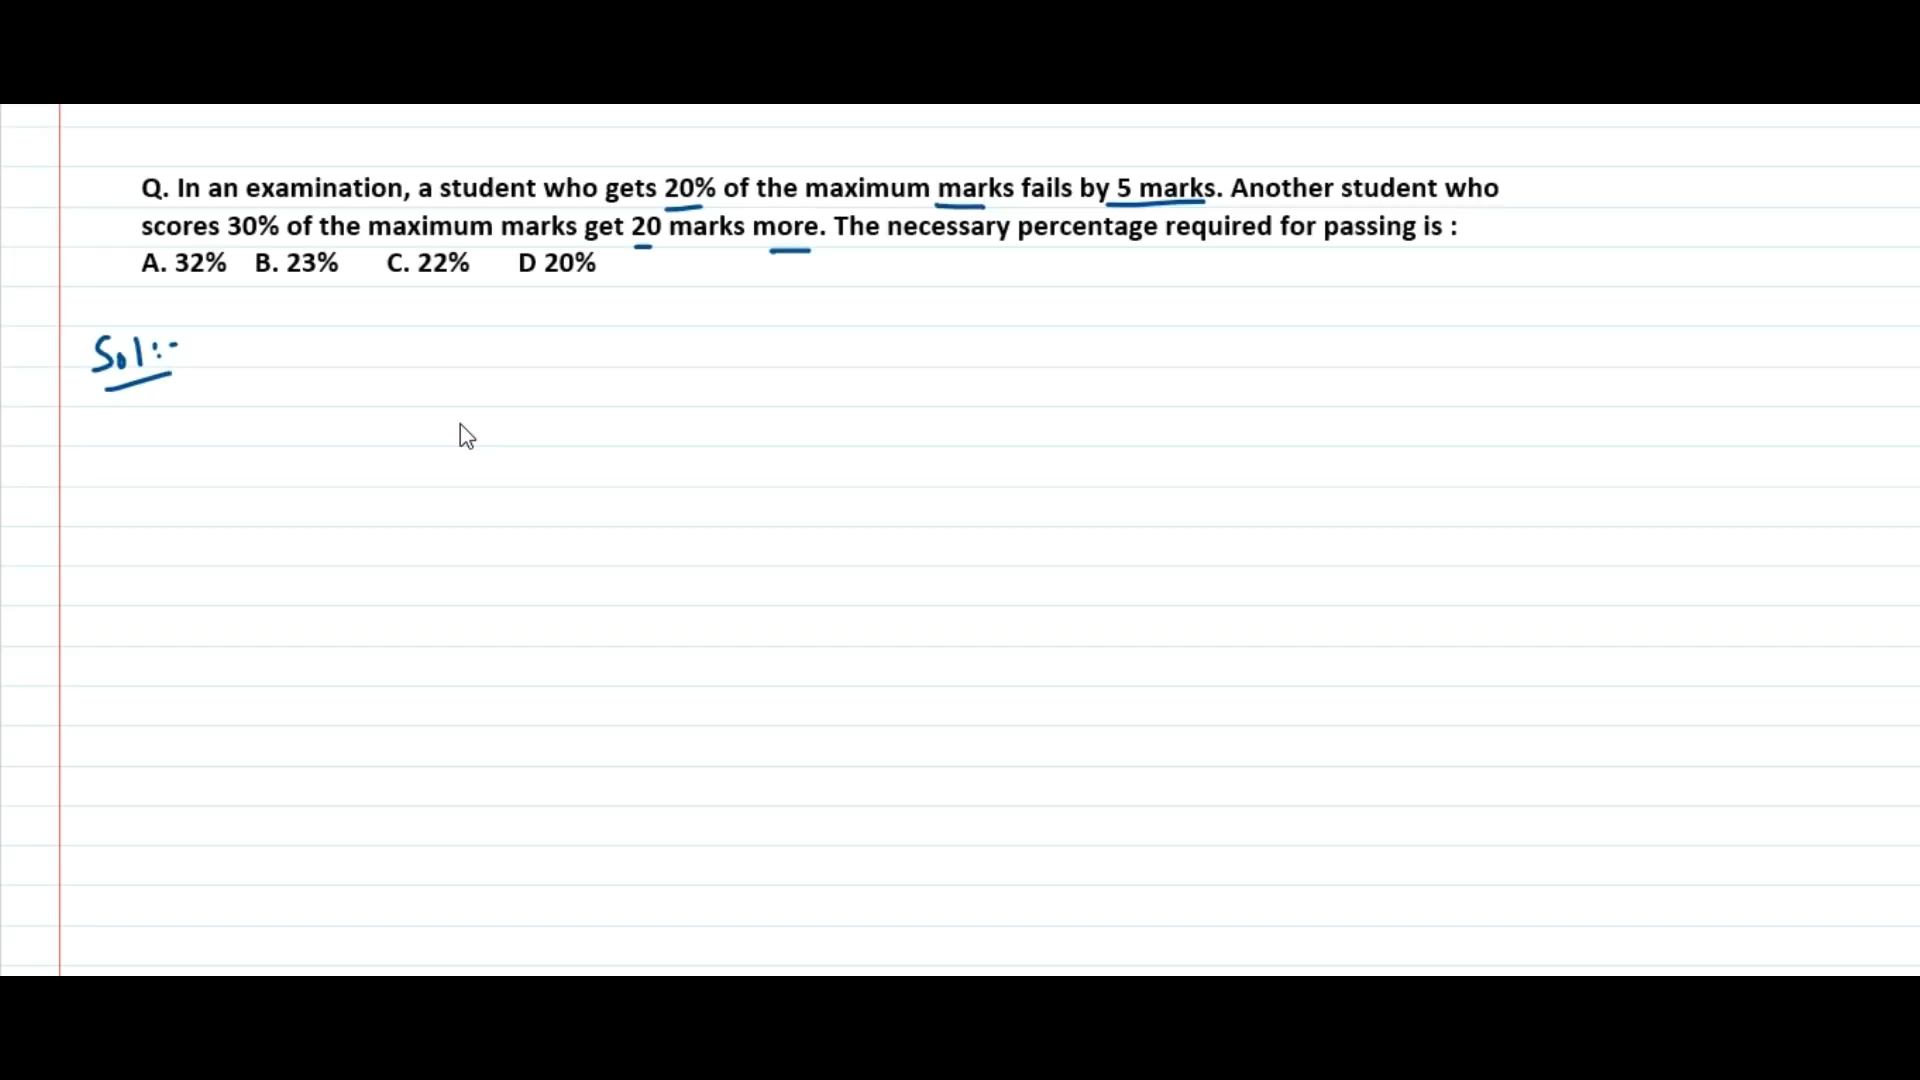 Q. In an examination, a student who gets 20% of the maximum marks fails by 5 marks. Another student who
scores 30% of the maximum marks get 20 marks more. The necessary percentage required for passing is :
A. 32% B. 23% C. 22% D 20%
Sol:-